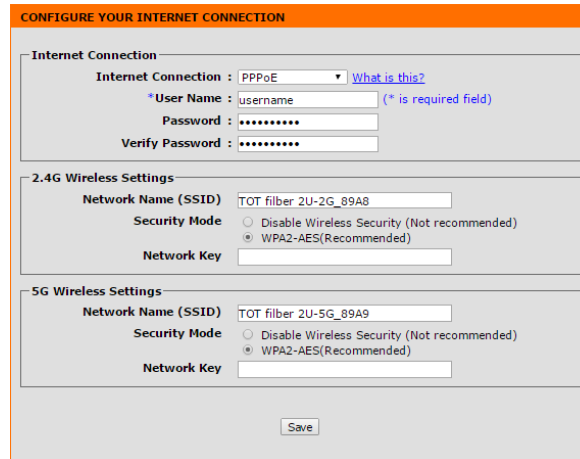 CONFIGURE YOUR INTERNET CONNECTION
Internet Connection
Internet Connection : PPPoE What is this?
*User Name : username (* is required field)
Password : ••••••••••
Verify Password : ••••••••••
2.4G Wireless Settings
Network Name (SSID) TOT filber 2U-2G_89A8
Security Mode Disable Wireless Security (Not recommended)
WPA2-AES(Recommended)
Network Key
5G Wireless Settings
Network Name (SSID) TOT filber 2U-5G_89A9
Security Mode Disable Wireless Security (Not recommended)
WPA2-AES(Recommended)
Network Key
Save